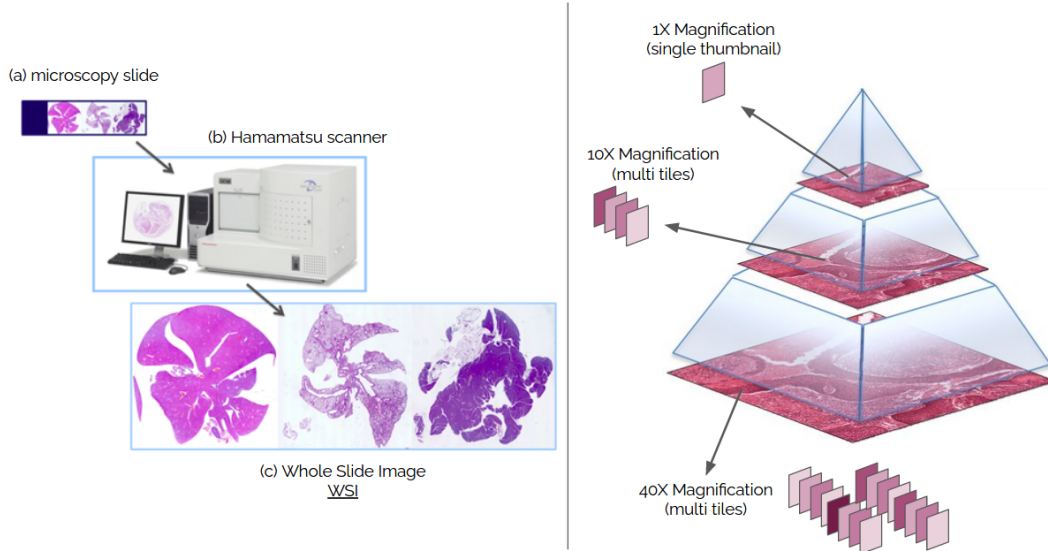 (a) microscopy slide
(b) Hamamatsu scanner
(c) Whole Slide Image
WSI
1X Magnification
(single thumbnail)
10X Magnification
(multi tiles)
40X Magnification
(multi tiles)